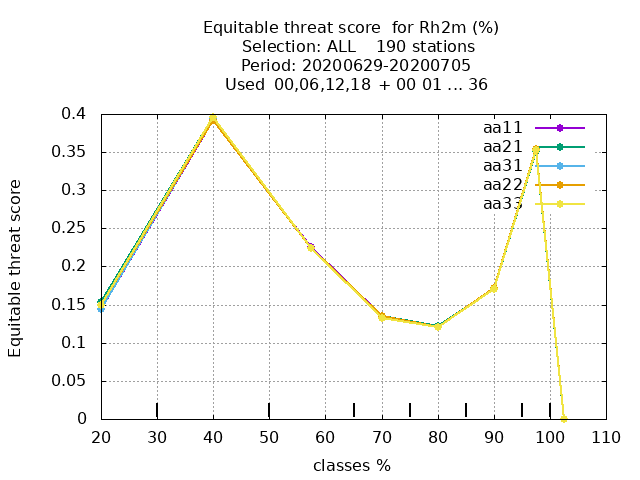 Equitable threat score for Rh2m (%)
Selection: ALL 190 stations
Period: 20200629-20200705
Used 00,06,12,18 + 00 01 ... 36
Equitable threat score
0.4
0.35
0.3
0.25
0.2
0.15
0.1
0.05
0
aa11
aa21
aa31
aa22
aa33
20 30 40 50 60 70 80 90 100 110
classes %